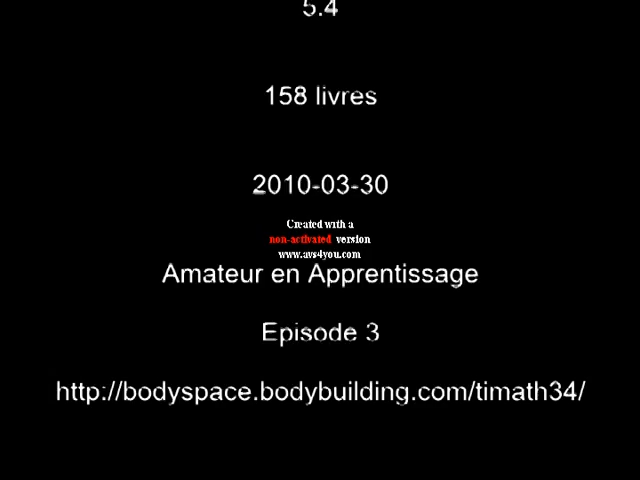 5.4
158 livres
2010-03-30
Created with a
non-activated version
www.avs4you.com
Amateur en Apprentissage
Episode 3
http://bodyspace.bodybuilding.com/timath34/